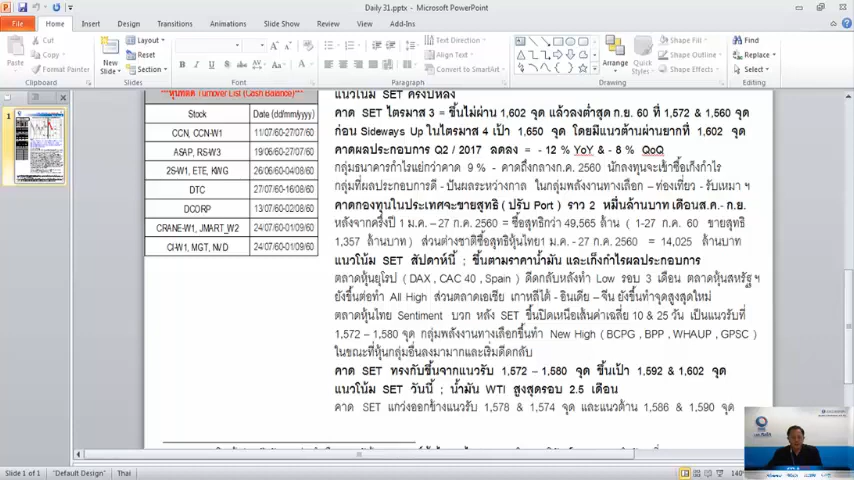 Daily 31.pptx - Microsoft PowerPoint
File Home Insert Design Transitions Animations Slide Show Review View Add-Ins
Cut
Copy
Format Painter
Paste
Clipboard
New Slide
Layout
Reset
Section
Slides
Font
Paragraph
Text Direction
Align Text
Convert to SmartArt
Arrange
Quick Styles
Shape Fill
Shape Outline
Shape Effects
Drawing
Find
Replace
Select
Editing
1
*หุ้นที่ติด Turnover List (Cash Balance)**
Stock Date (dd/mm/yyyy)
CCN, CCN-W1 11/07/60-27/07/60
ASAP, RS-W3 19/06/60-27/07/60
2S-W1, ETE, KWG 26/06/60-04/08/60
DTC 27/07/60-16/08/60
DCORP 13/07/60-02/08/60
CRANE-W1, JMART_W2 24/07/60-01/09/60
CI-W1, MGT, N/D 24/07/60-01/09/60
แนวโน้ม SET ครึ่งปีหลัง
คาด SET ไตรมาส 3 = ขึ้นไม่ผ่าน 1,602 จุด แล้วลงต่ำสุด ก.ย. 60 ที่ 1,572 & 1,560 จุด
ก่อน Sideways Up ในไตรมาส 4 เป้า 1,650 จุด โดยมีแนวต้านผ่านยากที่ 1,602 จุด
คาดผลประกอบการ Q2 / 2017 ลดลง = - 12 % YoY & - 8 % QoQ
กลุ่มธนาคารกำไรแย่กว่าคาด 9 % - คาดถึงกลางก.ค. 2560 นักลงทุนจะเข้าซื้อเก็งกำไร
กลุ่มที่ผลประกอบการดี - ปันผลระหว่างกาล ในกลุ่มพลังงานทางเลือก - ท่องเที่ยว - รับเหมา ฯ
คาดกองทุนในประเทศจะขายสุทธิ ( ปรับ Port ) ราว 2 หมื่นล้านบาท เดือนส.ค.- ก.ย.
หลังจากครึ่งปี 1 ม.ค. – 27 ก.ค. 2560 = ซื้อสุทธิกว่า 49,565 ล้าน ( 1-27 ก.ค. 60 ขายสุทธิ
1,357 ล้านบาท ) ส่วนต่างชาติซื้อสุทธิหุ้นไทย1 ม.ค. – 27 ก.ค. 2560 = 14,025 ล้านบาท
แนวโน้ม SET สัปดาห์นี้ ; ขึ้นตามราคาน้ำมัน และเก็งกำไรผลประกอบการ
ตลาดหุ้นยุโรป ( DAX , CAC 40 , Spain ) ดีดกลับหลังทำ Low รอบ 3 เดือน ตลาดหุ้นสหรัฐ ฯ
ยังขึ้นต่อทำ All High ส่วนตลาดเอเชีย เกาหลีใต้ - อินเดีย – จีน ยังขึ้นทำจุดสูงสุดใหม่
ตลาดหุ้นไทย Sentiment บวก หลัง SET ขึ้นปิดเหนือเส้นค่าเฉลี่ย 10 & 25 วัน เป็นแนวรับที่
1,572 – 1,580 จุด กลุ่มพลังงานทางเลือกขึ้นทำ New High ( BCPG , BPP , WHAUP , GPSC )
ในขณะที่หุ้นกลุ่มอื่นลงมามากและเริ่มดีดกลับ
คาด SET ทรงกับขึ้นจากแนวรับ 1,572 – 1,580 จุด ขึ้นเป้า 1,592 & 1,602 จุด
แนวโน้ม SET วันนี้ ; น้ำมัน WTI สูงสุดรอบ 2.5 เดือน
คาด SET แกว่งออกข้างแนวรับ 1,578 & 1,574 จุด และแนวต้าน 1,586 & 1,590 จุด
Slide 1 of 1 "Default Design" Thai